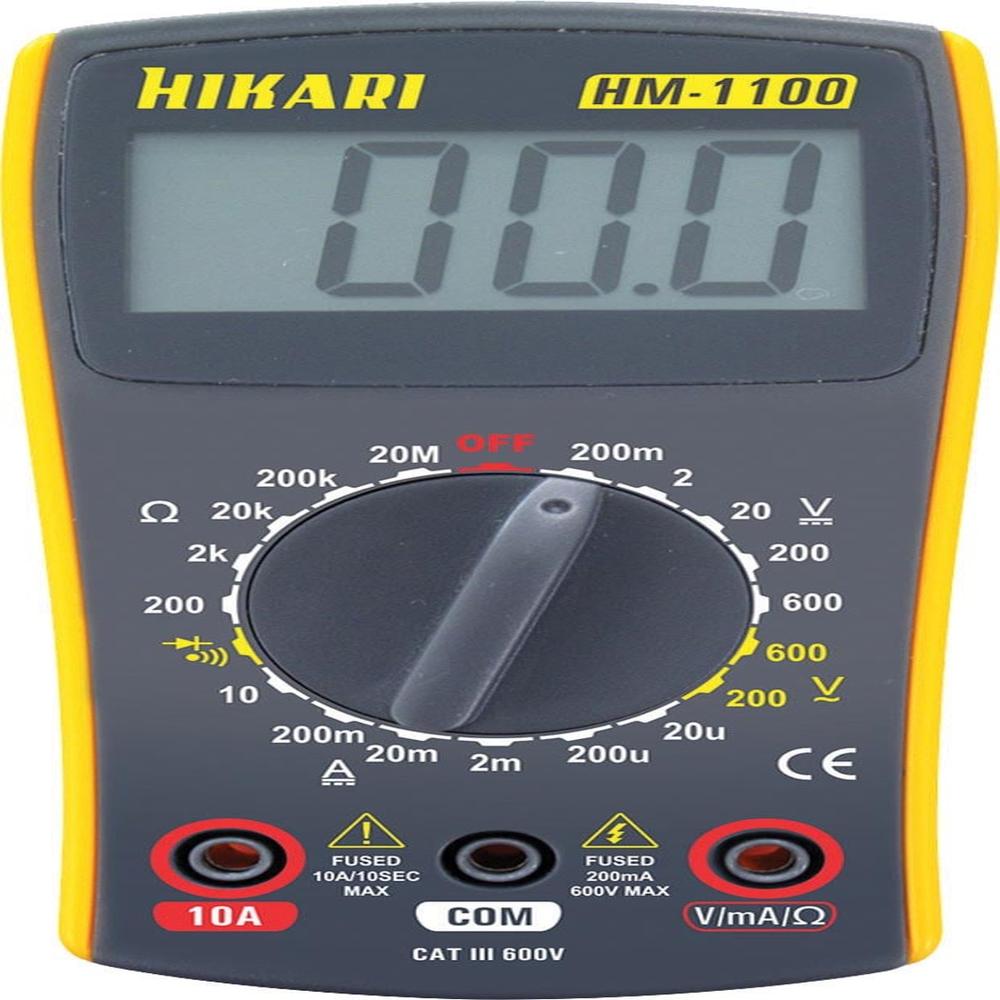 HIKARI
HM-1100
00.0
OFF
200m
2
20 V
200
600
600
200 V~
20u
200u
2m
20m
200m
A
10
200
2k
Ω 20k
200k
20M
CE
FUSED
10A/10SEC
MAX
FUSED
200mA
600V MAX
10A
COM
V/mA/Ω
CAT III 600V